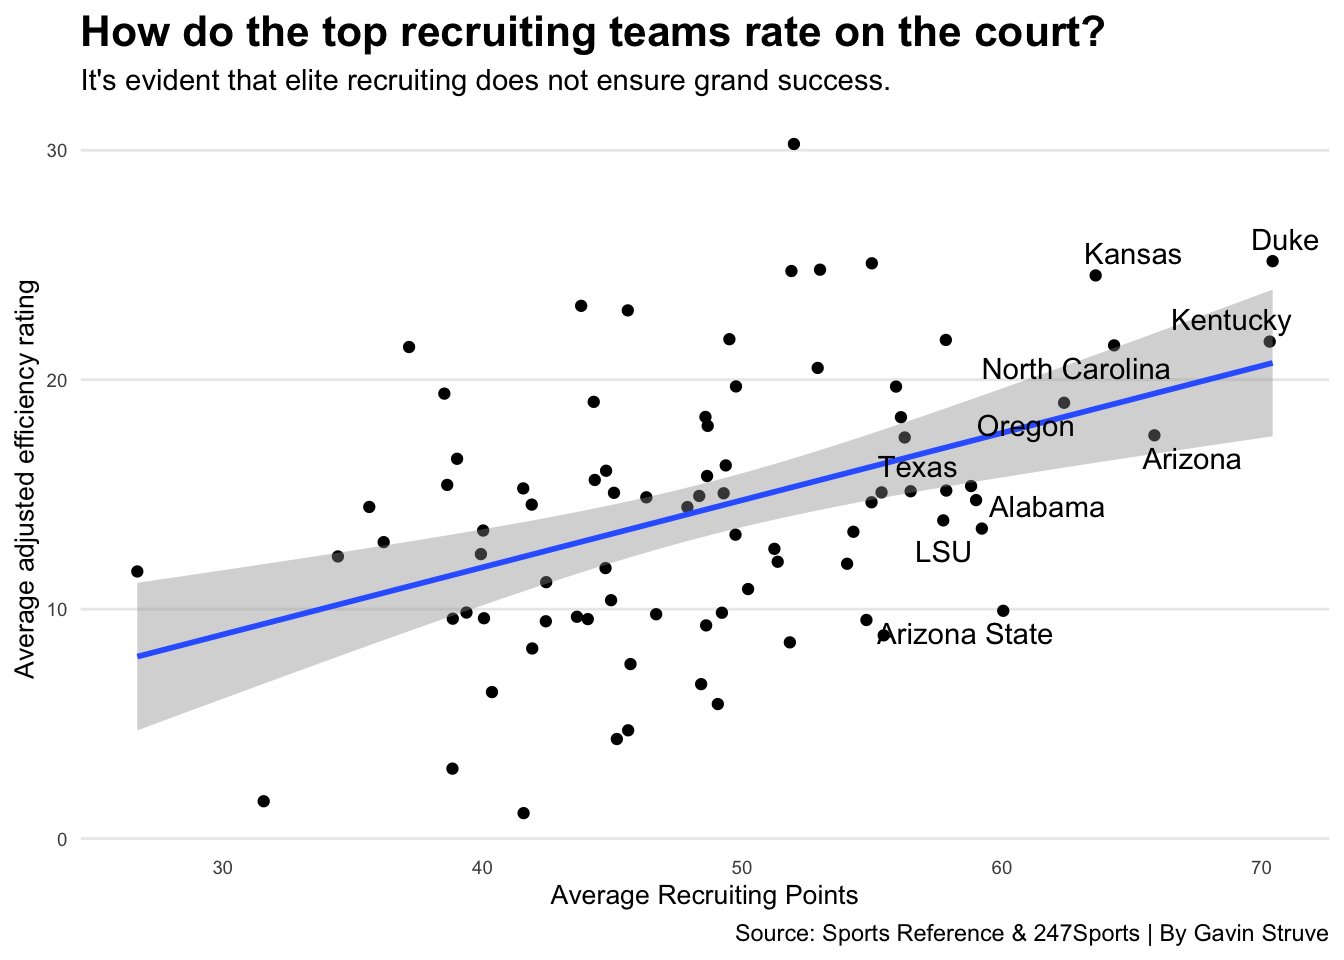 How do the top recruiting teams rate on the court?
It's evident that elite recruiting does not ensure grand success.
30
Duke
Kansas
Kentucky
20
North Carolina
Oregon
Arizona
Texas
Alabama
LSU
10
Arizona State
0
Average adjusted efficiency rating
30 40 50 60 70
Average Recruiting Points
Source: Sports Reference & 247Sports | By Gavin Struve